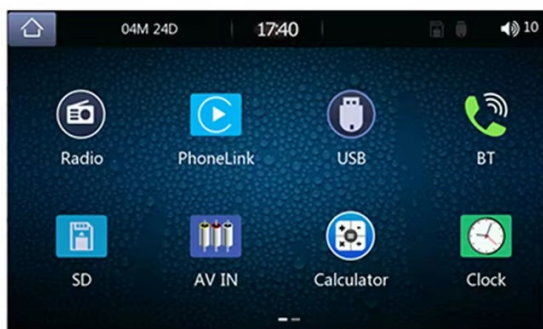 04M 24D 17:40 10
Radio PhoneLink USB BT
SD AV IN Calculator Clock